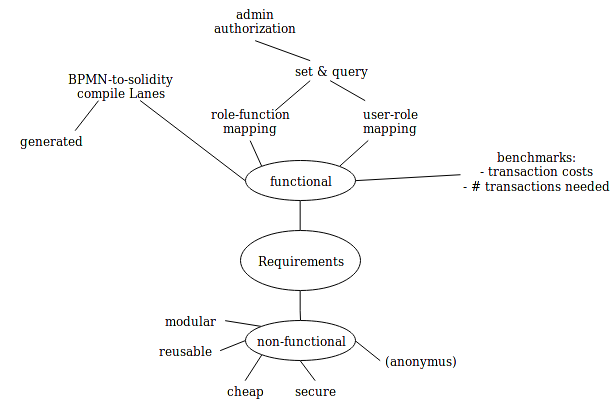 admin
authorization
set & query
BPMN-to-solidity
compile Lanes
role-function
mapping
user-role
mapping
generated
benchmarks:
- transaction costs
- # transactions needed
functional
Requirements
modular
non-functional
reusable
(anonymus)
cheap
secure